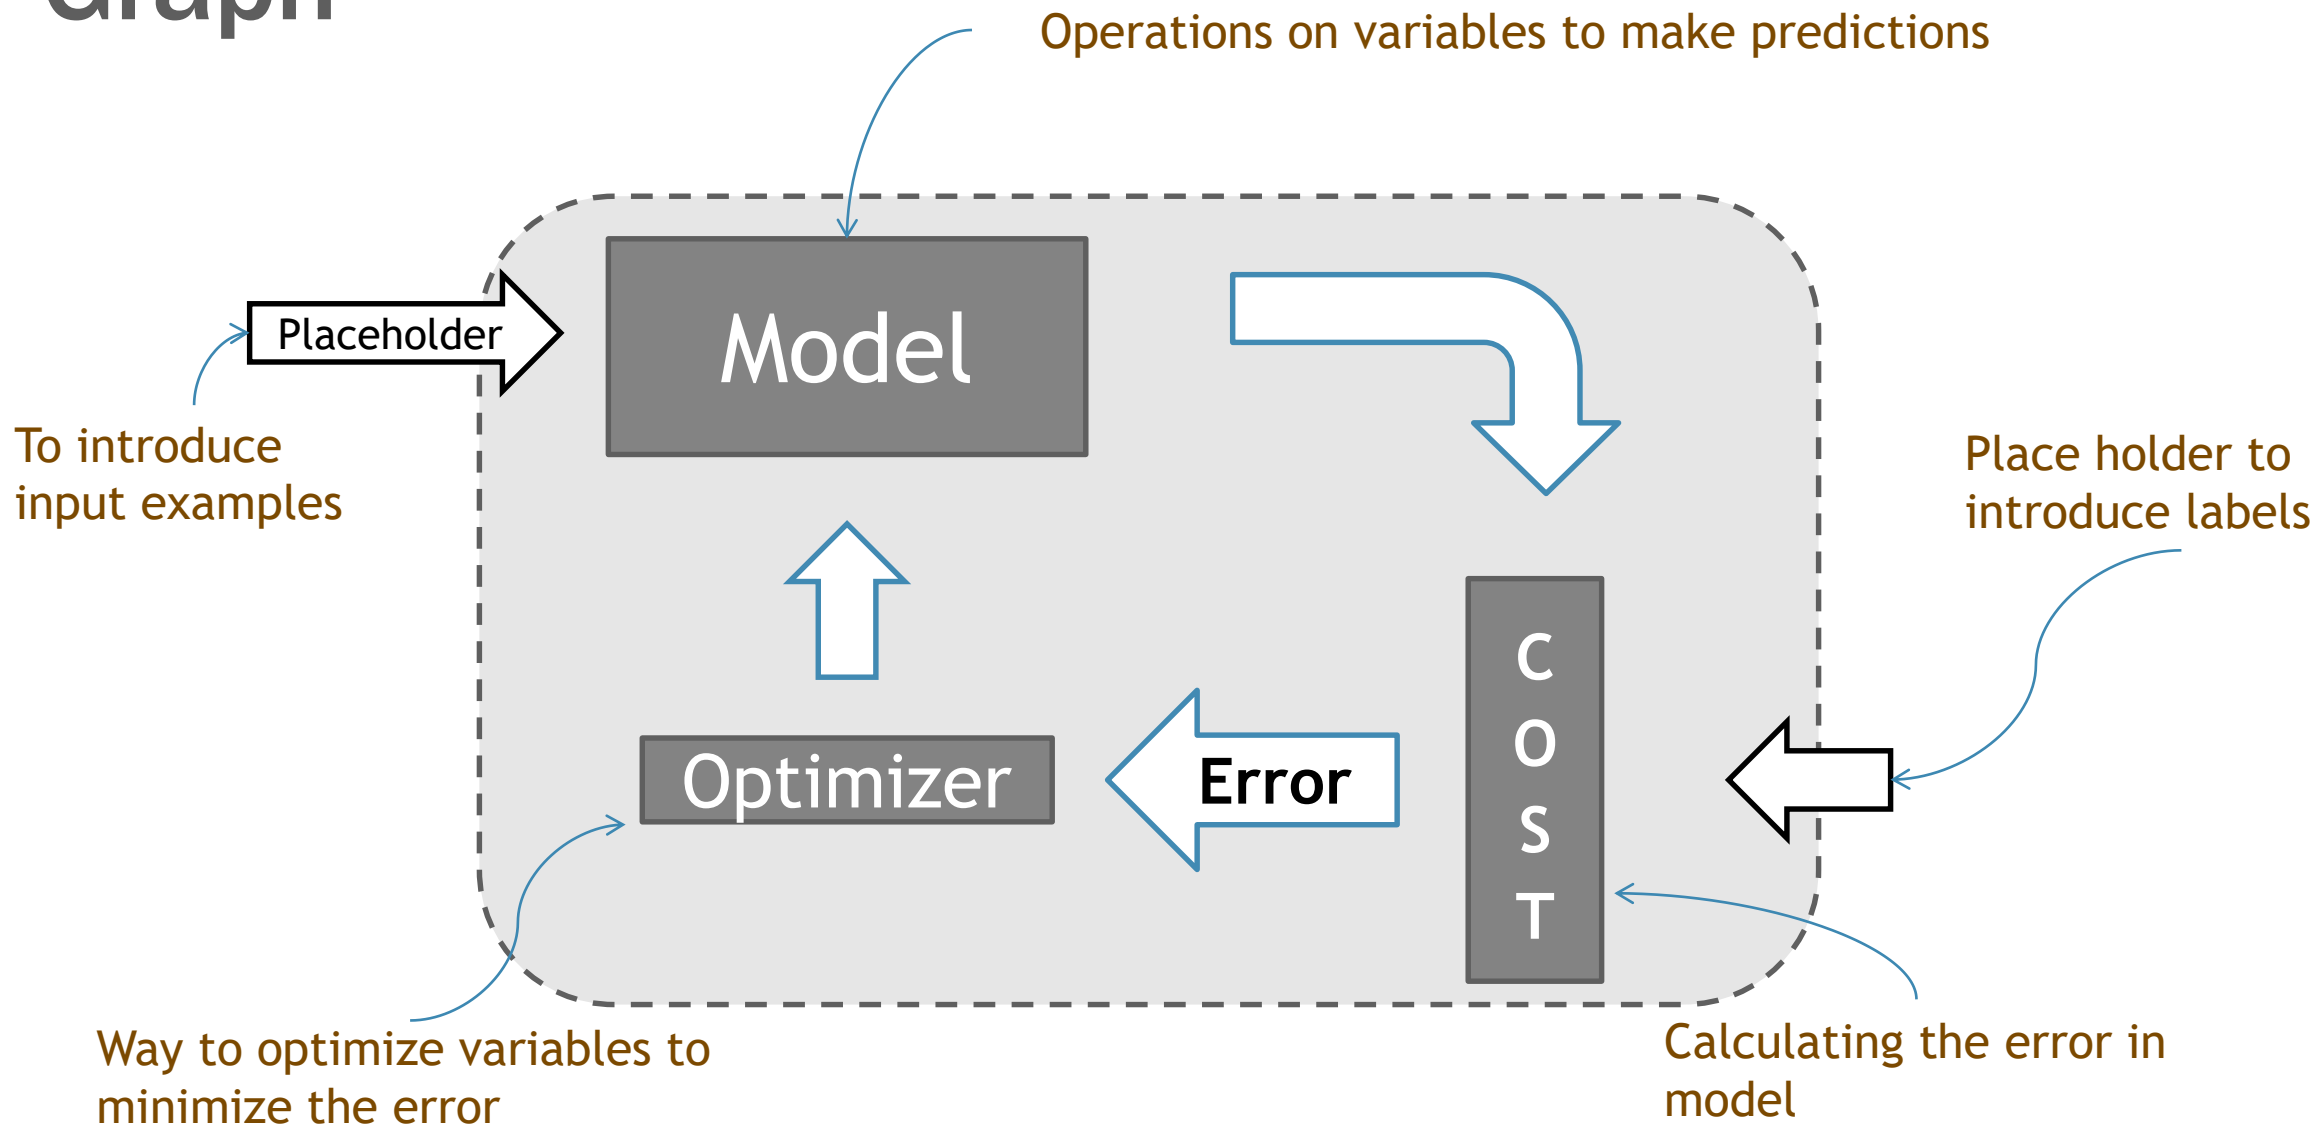 Graph
Operations on variables to make predictions
Placeholder
Model
To introduce
input examples
Place holder to
introduce labels
C
O
S
T
Optimizer
Error
Way to optimize variables to
minimize the error
Calculating the error in
model